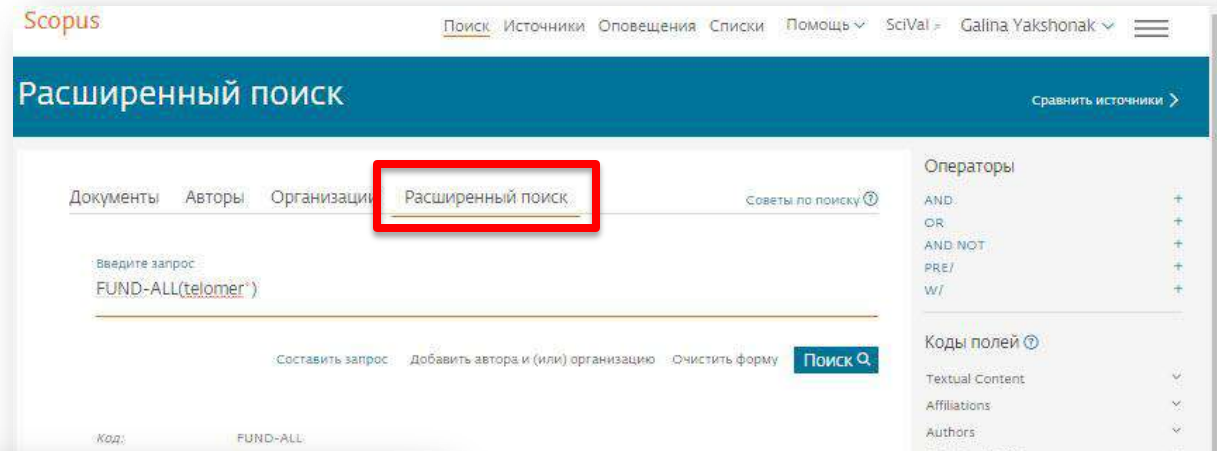 Scopus
Поиск Источники Оповещения Списки Помощь SciVal Galina Yakshonak
Расширенный поиск
Сравнить источники
Документы Авторы Организации Расширенный поиск
Советы по поиску
Введите запрос
FUND-ALL(telomer*)
Составить запрос Добавить автора и (или) организацию Очистить форму Поиск
Код: FUND-ALL
Операторы
AND +
OR +
AND NOT +
PRE/ +
W/ +
Коды полей
Textual Content
Affiliations
Authors